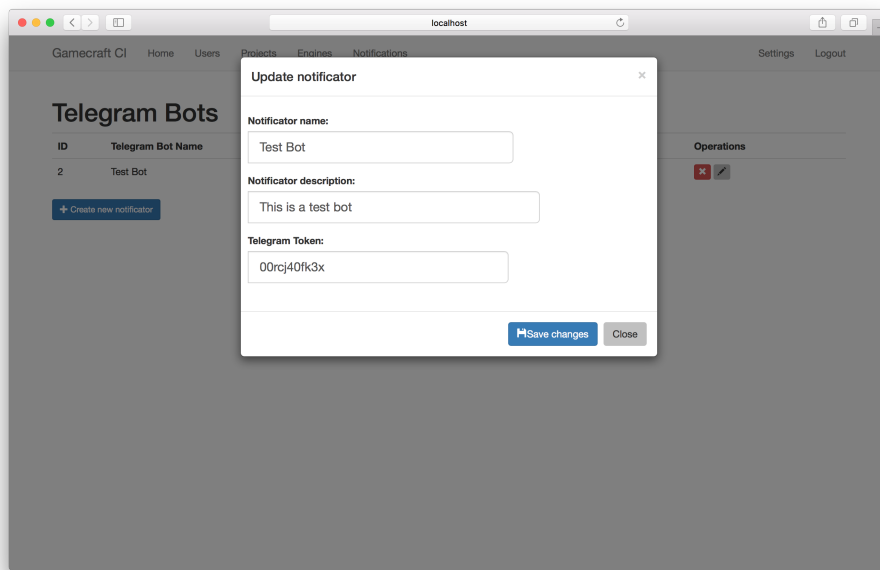 localhost
Gamecraft CI Home Users Projects Engines Notifications Settings Logout
Update notificator ×
Telegram Bots
Notificator name:
ID Telegram Bot Name Operations
Test Bot
2 Test Bot
Notificator description:
+ Create new notificator
This is a test bot
Telegram Token:
00rcj40fk3x
Save changes Close